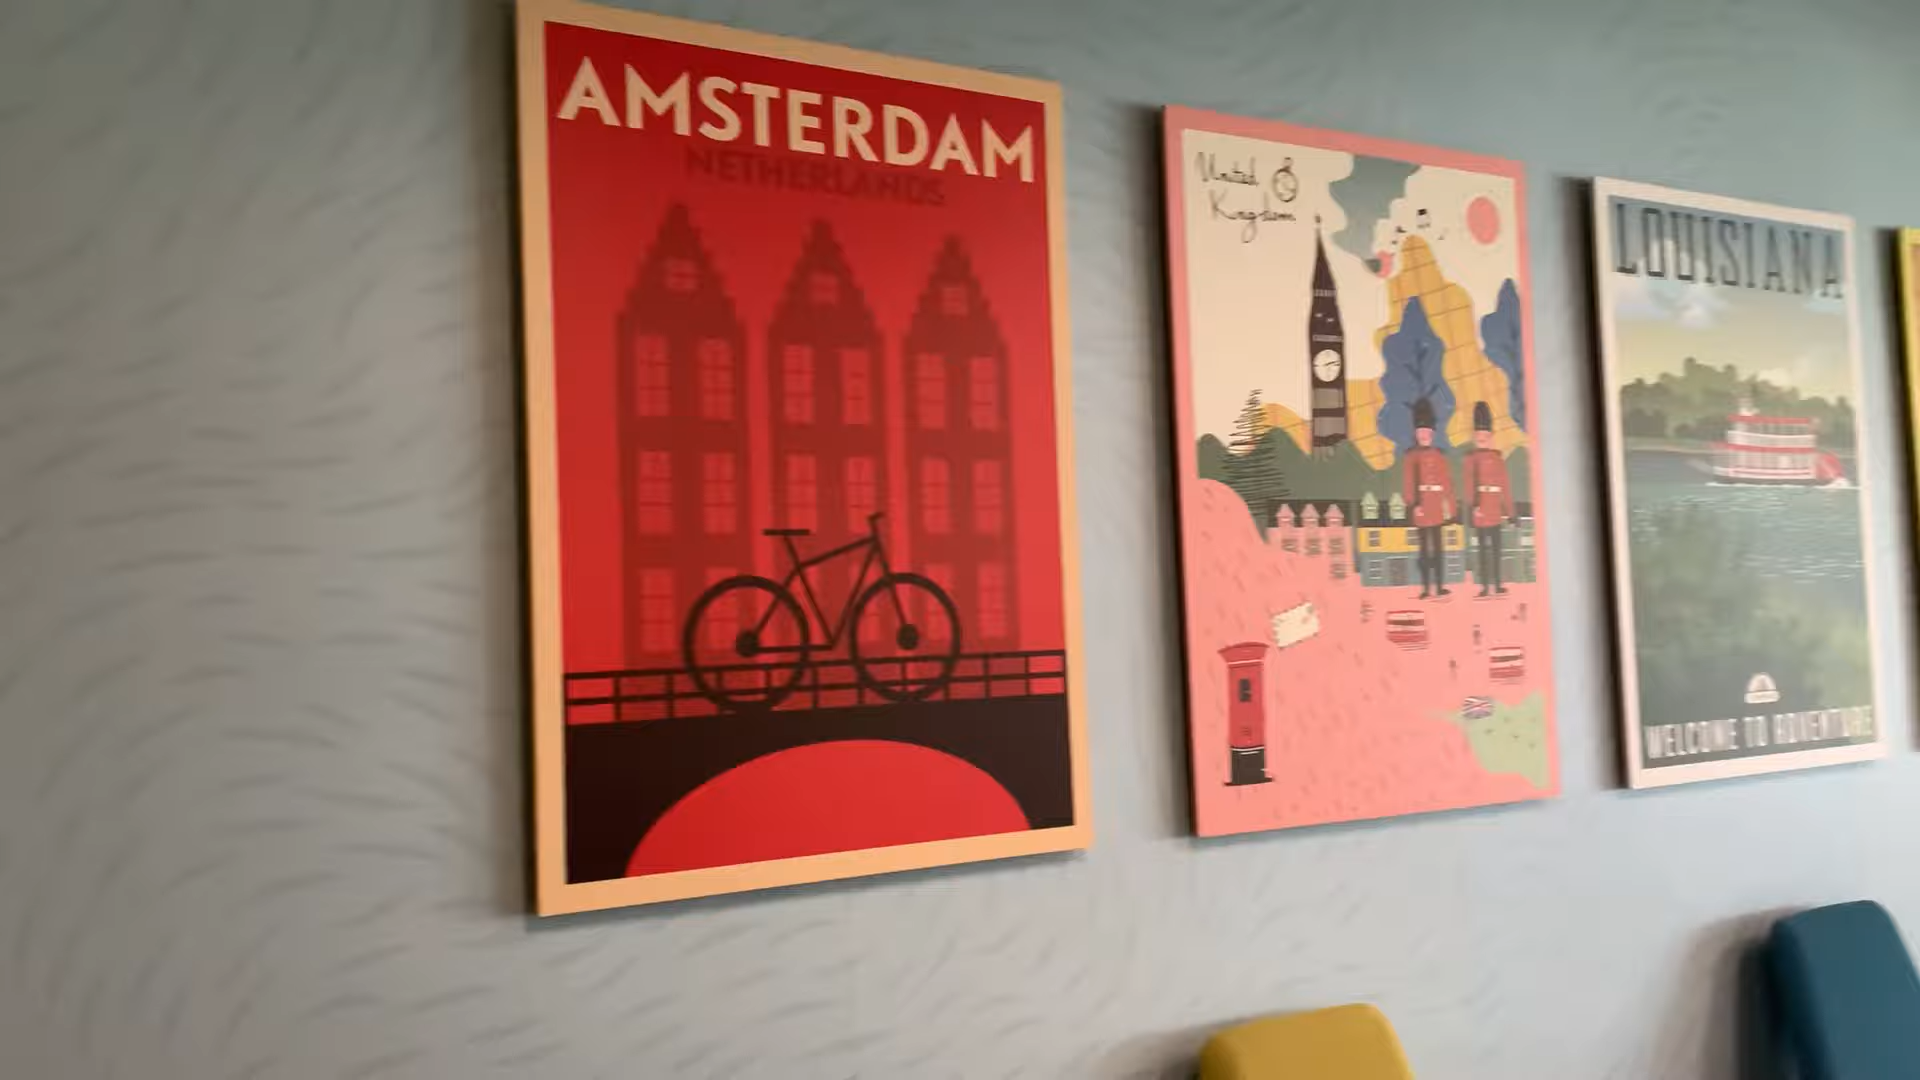 AMSTERDAM
NETHERLANDS
United
Kingdom
LOUISIANA
WELCOME TO ADVENTURE